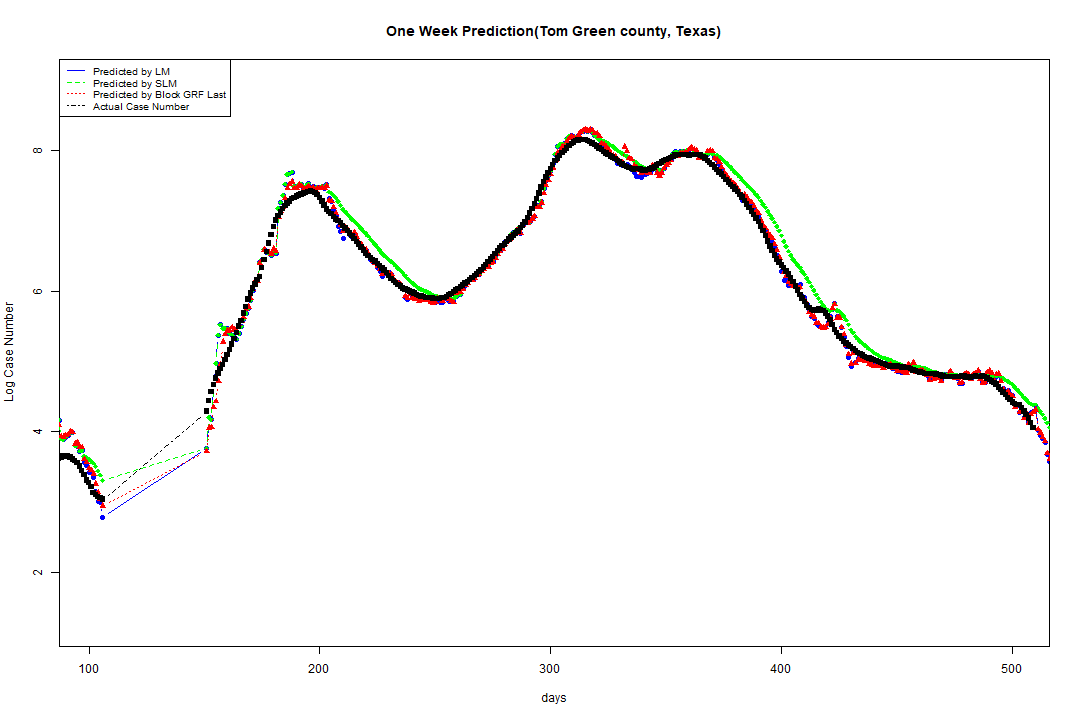 One Week Prediction(Tom Green county, Texas)
Predicted by LM
Predicted by SLM
Predicted by Block GRF Last
Actual Case Number
8
6
4
2
Log Case Number
100 200 300 400 500
days